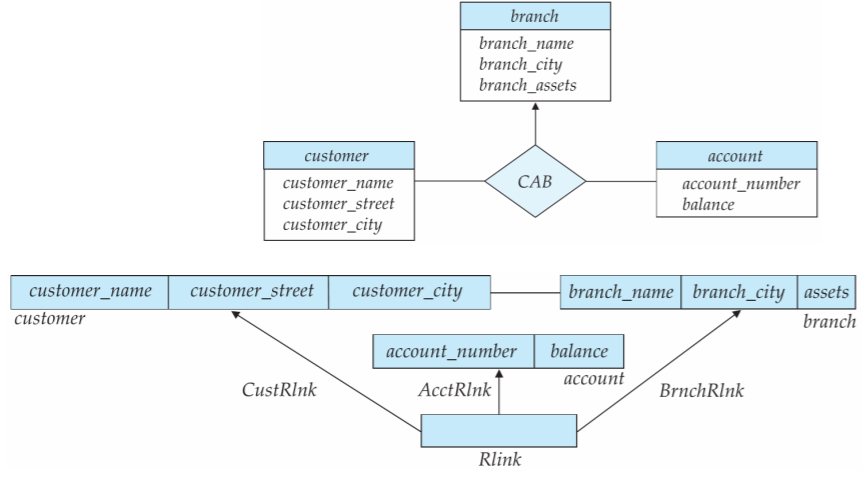 branch
branch_name
branch_city
branch_assets
customer
customer_name
customer_street
customer_city
CAB
account
account_number
balance
customer_name customer_street customer_city
customer
branch_name branch_city assets
branch
account_number balance
account
CustRlnk
AcctRlnk
BrnchRlnk
Rlink